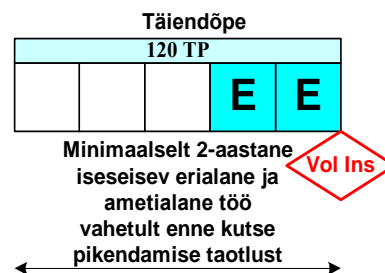 Täiendõpe
120 TP
E E
Minimaalselt 2-aastane
iseseisev erialane ja
ametialane töö
vahetult enne kutse
pikendamise taotlust
Vol Ins